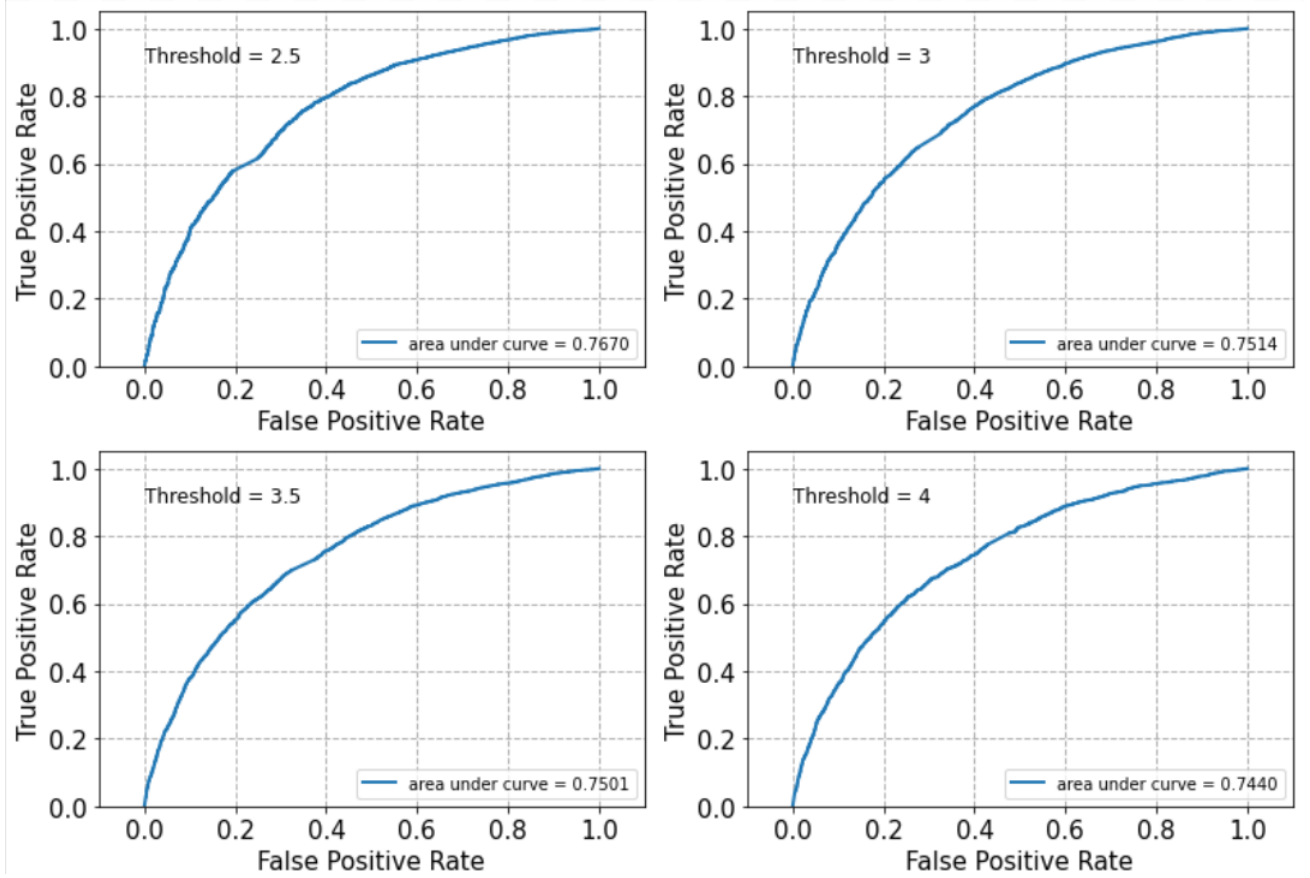 1.0
Threshold = 2.5
0.8
0.6
0.4
0.2
0.0
True Positive Rate
area under curve = 0.7670
0.0 0.2 0.4 0.6 0.8 1.0
False Positive Rate
1.0
Threshold = 3
0.8
0.6
0.4
0.2
0.0
True Positive Rate
area under curve = 0.7514
0.0 0.2 0.4 0.6 0.8 1.0
False Positive Rate
1.0
Threshold = 3.5
0.8
0.6
0.4
0.2
0.0
True Positive Rate
area under curve = 0.7501
0.0 0.2 0.4 0.6 0.8 1.0
False Positive Rate
1.0
Threshold = 4
0.8
0.6
0.4
0.2
0.0
True Positive Rate
area under curve = 0.7440
0.0 0.2 0.4 0.6 0.8 1.0
False Positive Rate